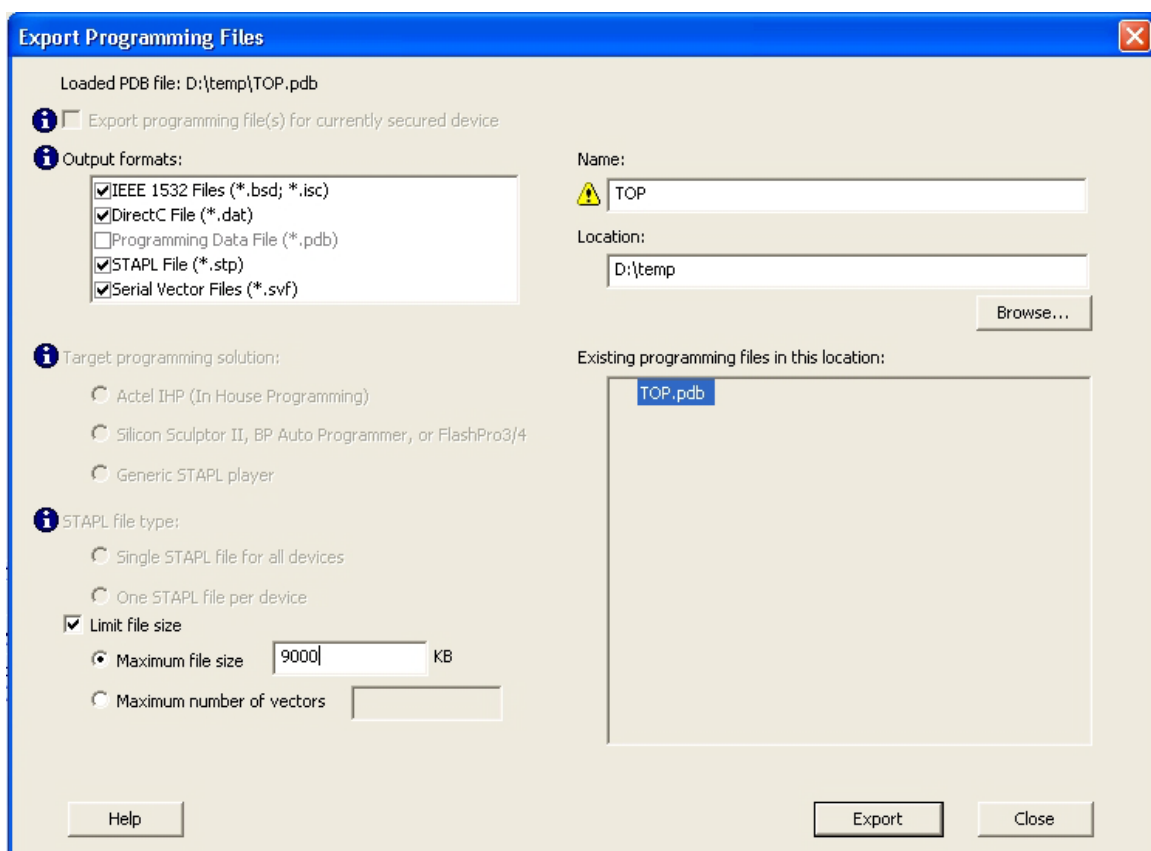 Export Programming Files
Loaded PDB file: D:\temp\TOP.pdb
Export programming file(s) for currently secured device
Output formats:
IEEE 1532 Files (*.bsd; *.isc)
DirectC File (*.dat)
Programming Data File (*.pdb)
STAPL File (*.stp)
Serial Vector Files (*.svf)
Name:
TOP
Location:
D:\temp
Browse...
Target programming solution:
Actel IHP (In House Programming)
Silicon Sculptor II, BP Auto Programmer, or FlashPro3/4
Generic STAPL player
STAPL file type:
Single STAPL file for all devices
One STAPL file per device
Limit file size
Maximum file size 9000 KB
Maximum number of vectors
Existing programming files in this location:
TOP.pdb
Help
Export
Close